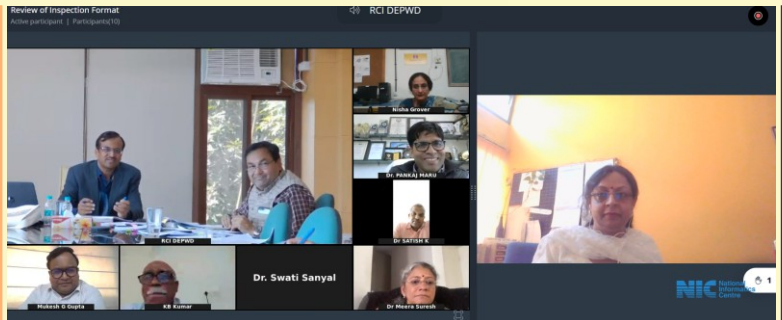 Review of Inspection Format
Active participant | Participants(10)
RCI DEPWD
Nisha Grover
Dr. PANKAJ MARU
RCI DEPWD
Dr SATISH K
Mukesh G Gupta
KB Kumar
Dr. Swati Sanyal
Dr Meera Suresh
NIC National
Informatics
Centre
1